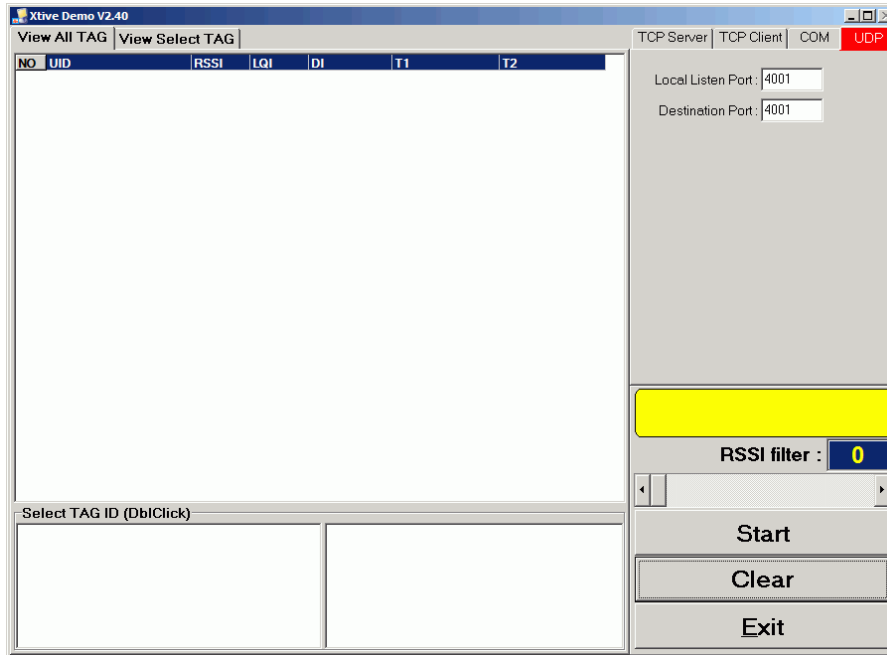 Xtive Demo V2.40
View All TAG View Select TAG
TCP Server TCP Client COM UDP
NO UID RSSI LQI DI T1 T2
Local Listen Port : 4001
Destination Port : 4001
RSSI filter : 0
Select TAG ID (DblClick)
Start
Clear
Exit